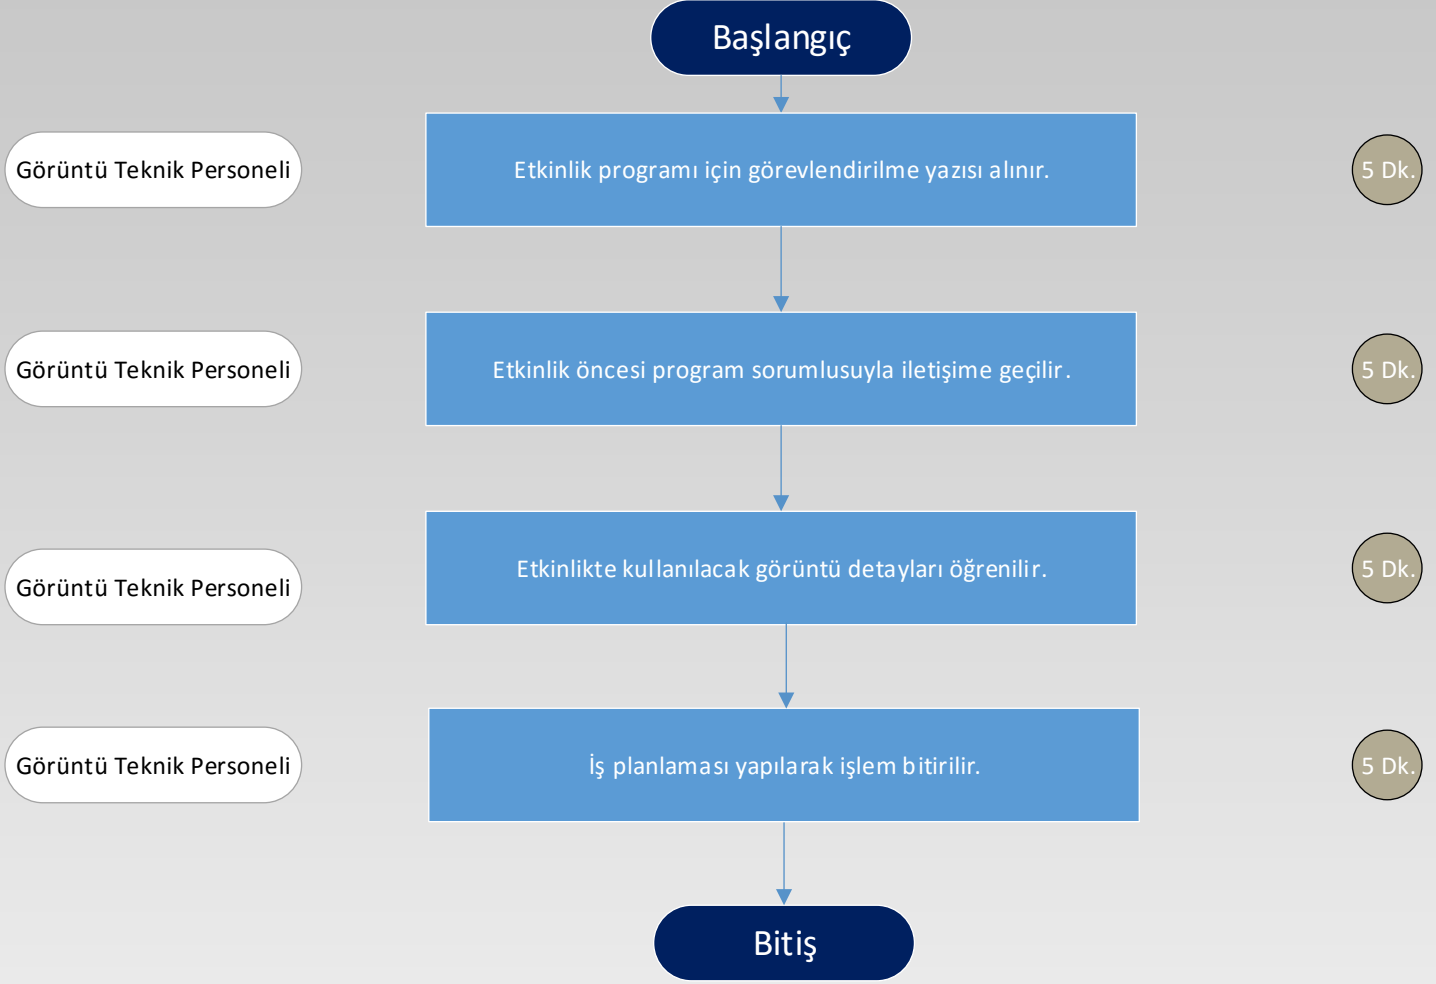 Başlangıç
Görüntü Teknik Personeli
Etkinlik programı için görevlendirilme yazısı alınır.
5 Dk.
Görüntü Teknik Personeli
Etkinlik öncesi program sorumlusuyla iletişime geçilir.
5 Dk.
Görüntü Teknik Personeli
Etkinlikte kullanılacak görüntü detayları öğrenilir.
5 Dk.
Görüntü Teknik Personeli
İş planlaması yapılarak işlem bitirilir.
5 Dk.
Bitiş